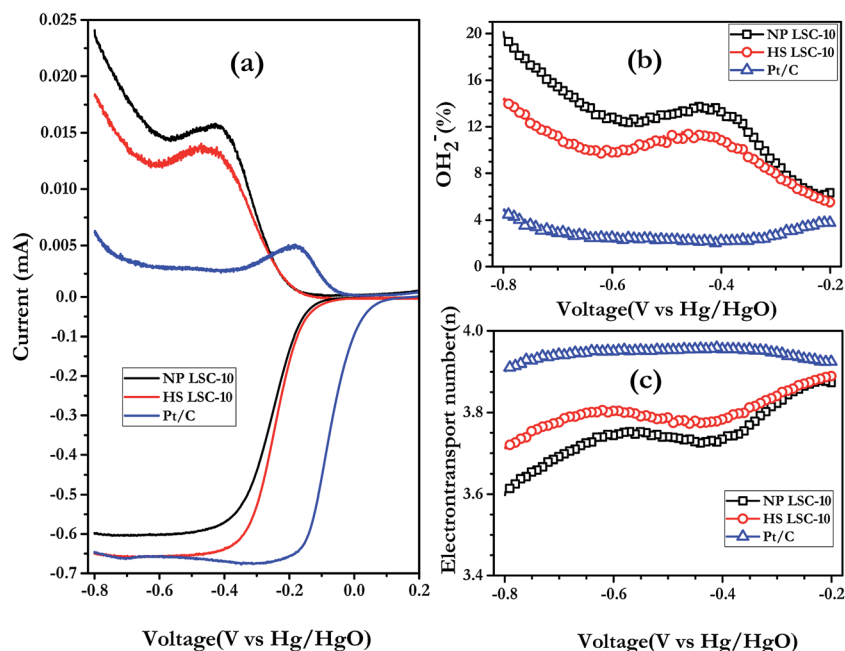 (a)
0.025
0.020
0.015
0.010
0.005
0.0
-0.1
-0.2
-0.3
-0.4
-0.5
-0.6
-0.7
Current (mA)
NP LSC-10
HS LSC-10
Pt/C
-0.8 -0.6 -0.4 -0.2 0.0 0.2
Voltage(V vs Hg/HgO)
(b)
20
16
12
8
4
0
OH2-(%)
NP LSC-10
HS LSC-10
Pt/C
-0.8 -0.6 -0.4 -0.2
Voltage(V vs Hg/HgO)
(c)
4.0
3.8
3.6
3.4
Electrontransport number(n)
NP LSC-10
HS LSC-10
Pt/C
-0.8 -0.6 -0.4 -0.2
Voltage(V vs Hg/HgO)